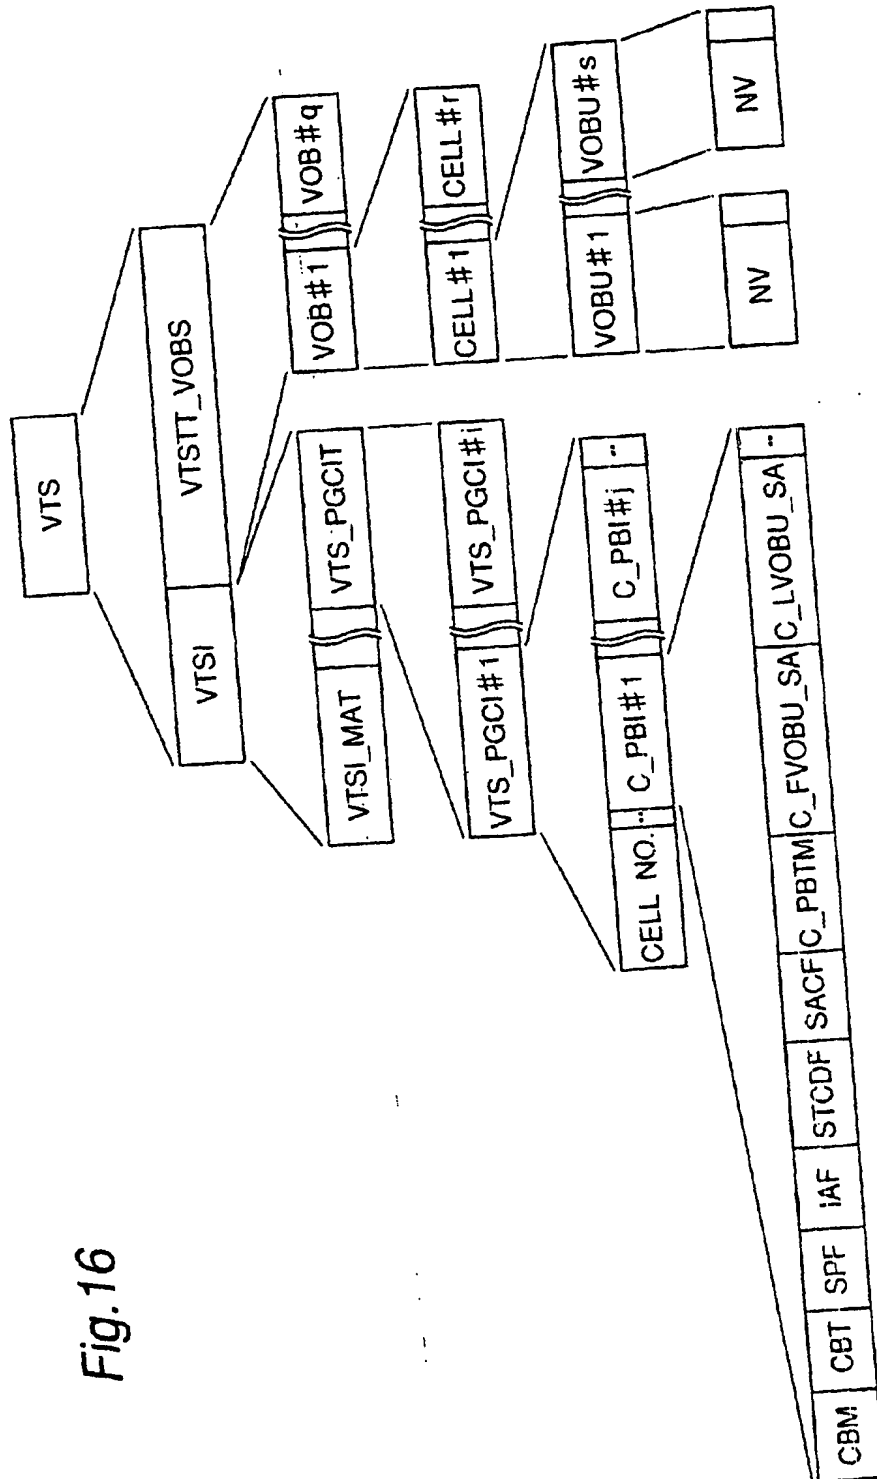 Fig.16
VTS
VTSI VTSTT_VOBS
VTSI_MAT VTS_PGCIT VOB#1 VOB#q
VTS_PGCI#1 VTS_PGCI#i CELL#1 CELL#r
CELL NO. ·· C_PBI#1 C_PBI#j ·· VOBU#1 VOBU#s
CBM CBT SPF IAF STCDF SACF C_PBTM C_FVOBU_SA C_LVOBU_SA ·· NV NV